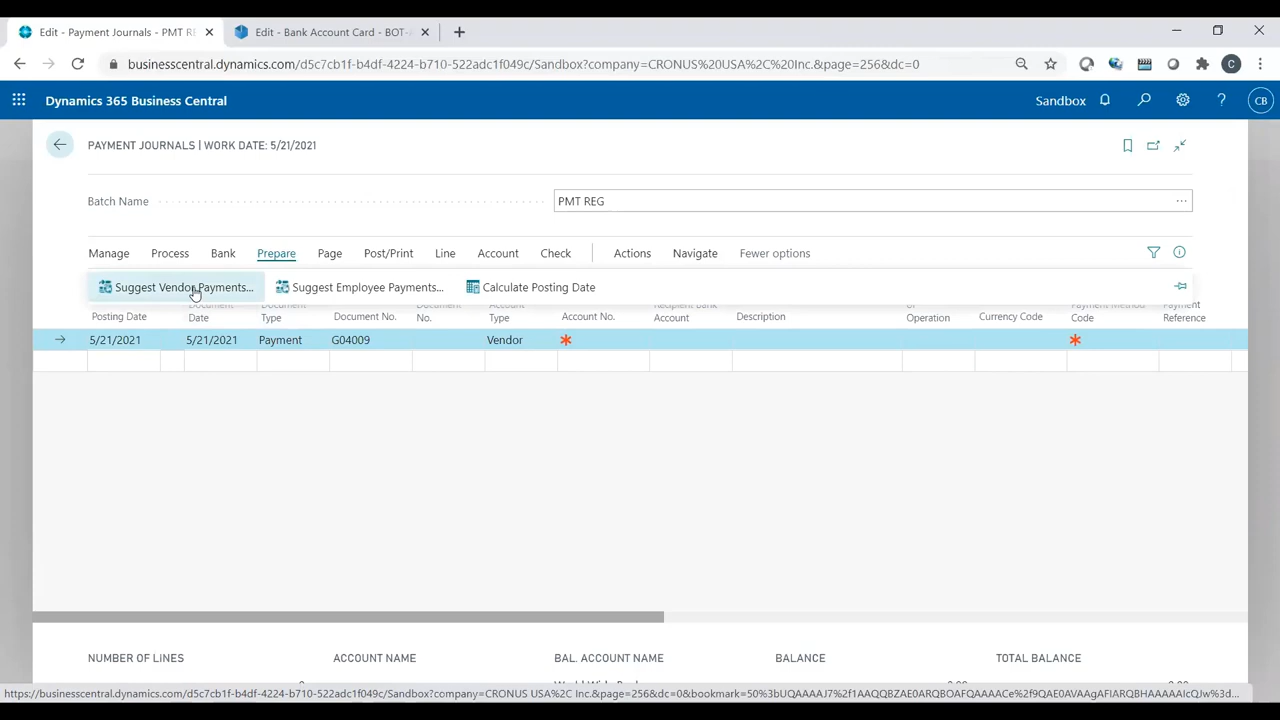 Edit - Payment Journals - PMT RE
Edit - Bank Account Card - BOT-
businesscentral.dynamics.com/d5c7cb1f-b4df-4224-b710-522adc1f049c/Sandbox?company=CRONUS%20USA%2C%20Inc.&page=256&dc=0
C
Dynamics 365 Business Central
Sandbox
CB
PAYMENT JOURNALS | WORK DATE: 5/21/2021
Batch Name
PMT REG
Manage Process Bank Prepare Page Post/Print Line Account Check Actions Navigate Fewer options
Suggest Vendor Payments... Suggest Employee Payments... Calculate Posting Date
Posting Date Document Date Document Type Document No. Document No. Account Type Account No. Recipient Bank Account Description Operation Currency Code Payment Method Code Payment Reference
5/21/2021 5/21/2021 Payment G04009 Vendor
NUMBER OF LINES ACCOUNT NAME BAL. ACCOUNT NAME BALANCE TOTAL BALANCE